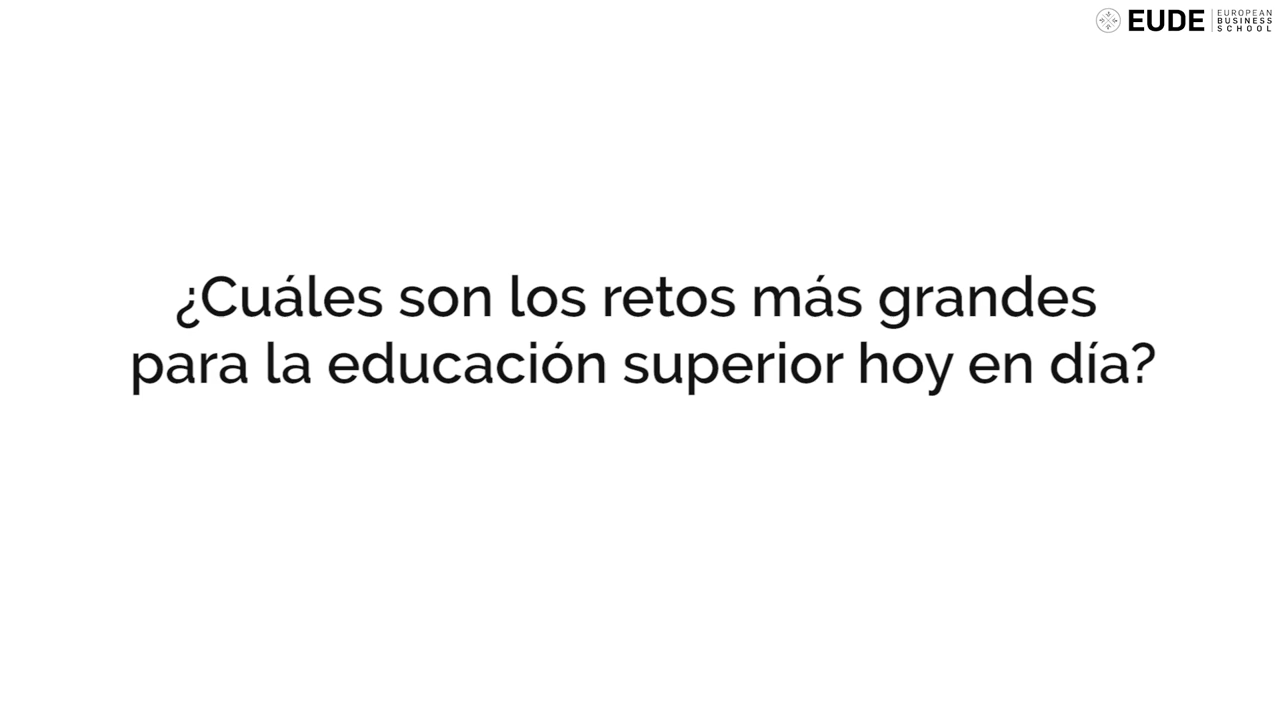 EUDE
EUROPEAN
BUSINESS
SCHOOL
¿Cuáles son los retos más grandes
para la educación superior hoy en día?